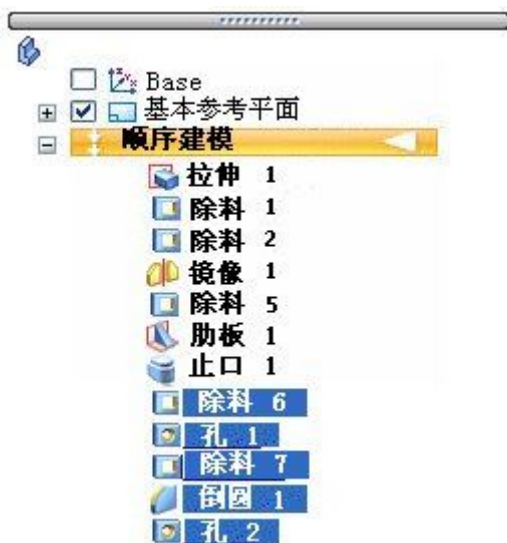 Base
基本参考平面
顺序建模
拉伸 1
除料 1
除料 2
镜像 1
除料 5
肋板 1
止口 1
除料 6
孔 1
除料 7
倒圆 1
孔 2